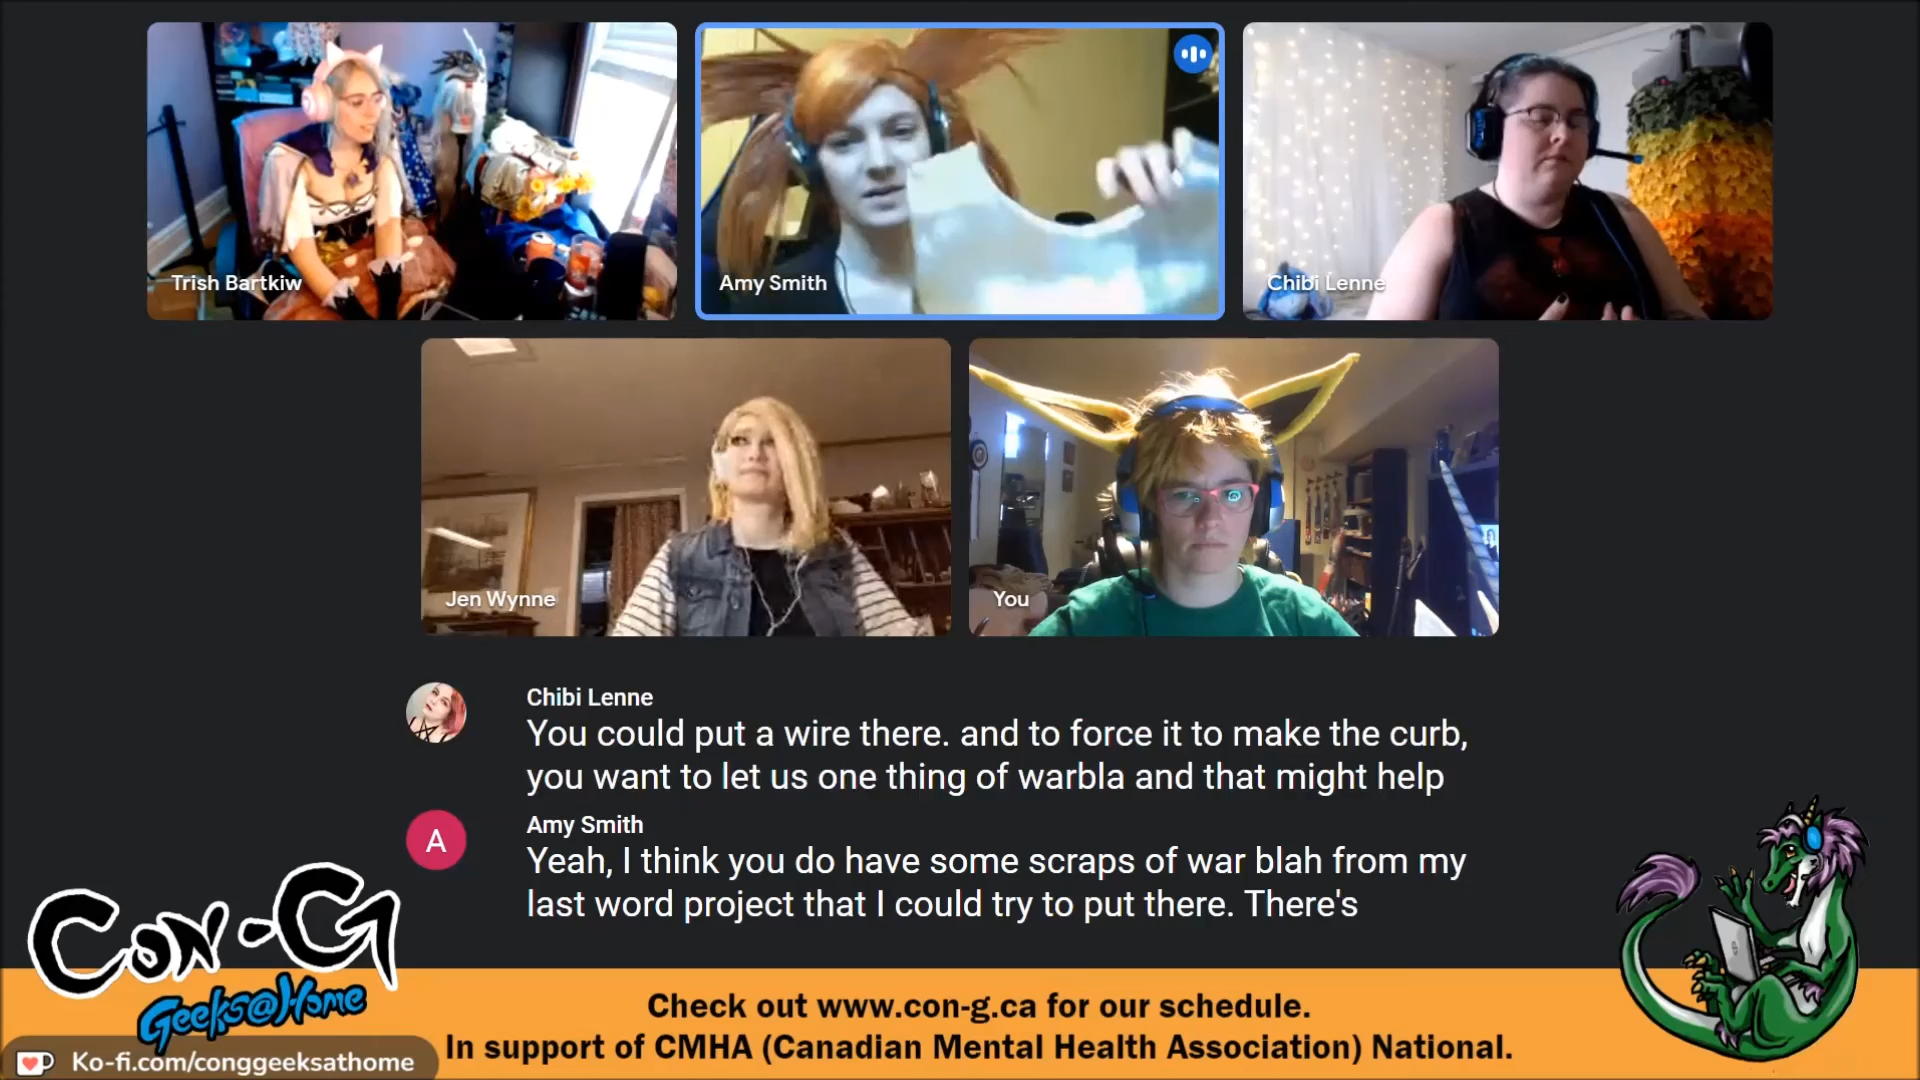 Trish Bartkiw
Amy Smith
Chibi Lenne
Jen Wynne
You
Chibi Lenne
You could put a wire there. and to force it to make the curb,
you want to let us one thing of warbla and that might help
A
Amy Smith
Yeah, I think you do have some scraps of war blah from my
last word project that I could try to put there. There's
Con-G
Geeks@Home
Ko-fi.com/conggeeksathome
Check out www.con-g.ca for our schedule.
In support of CMHA (Canadian Mental Health Association) National.